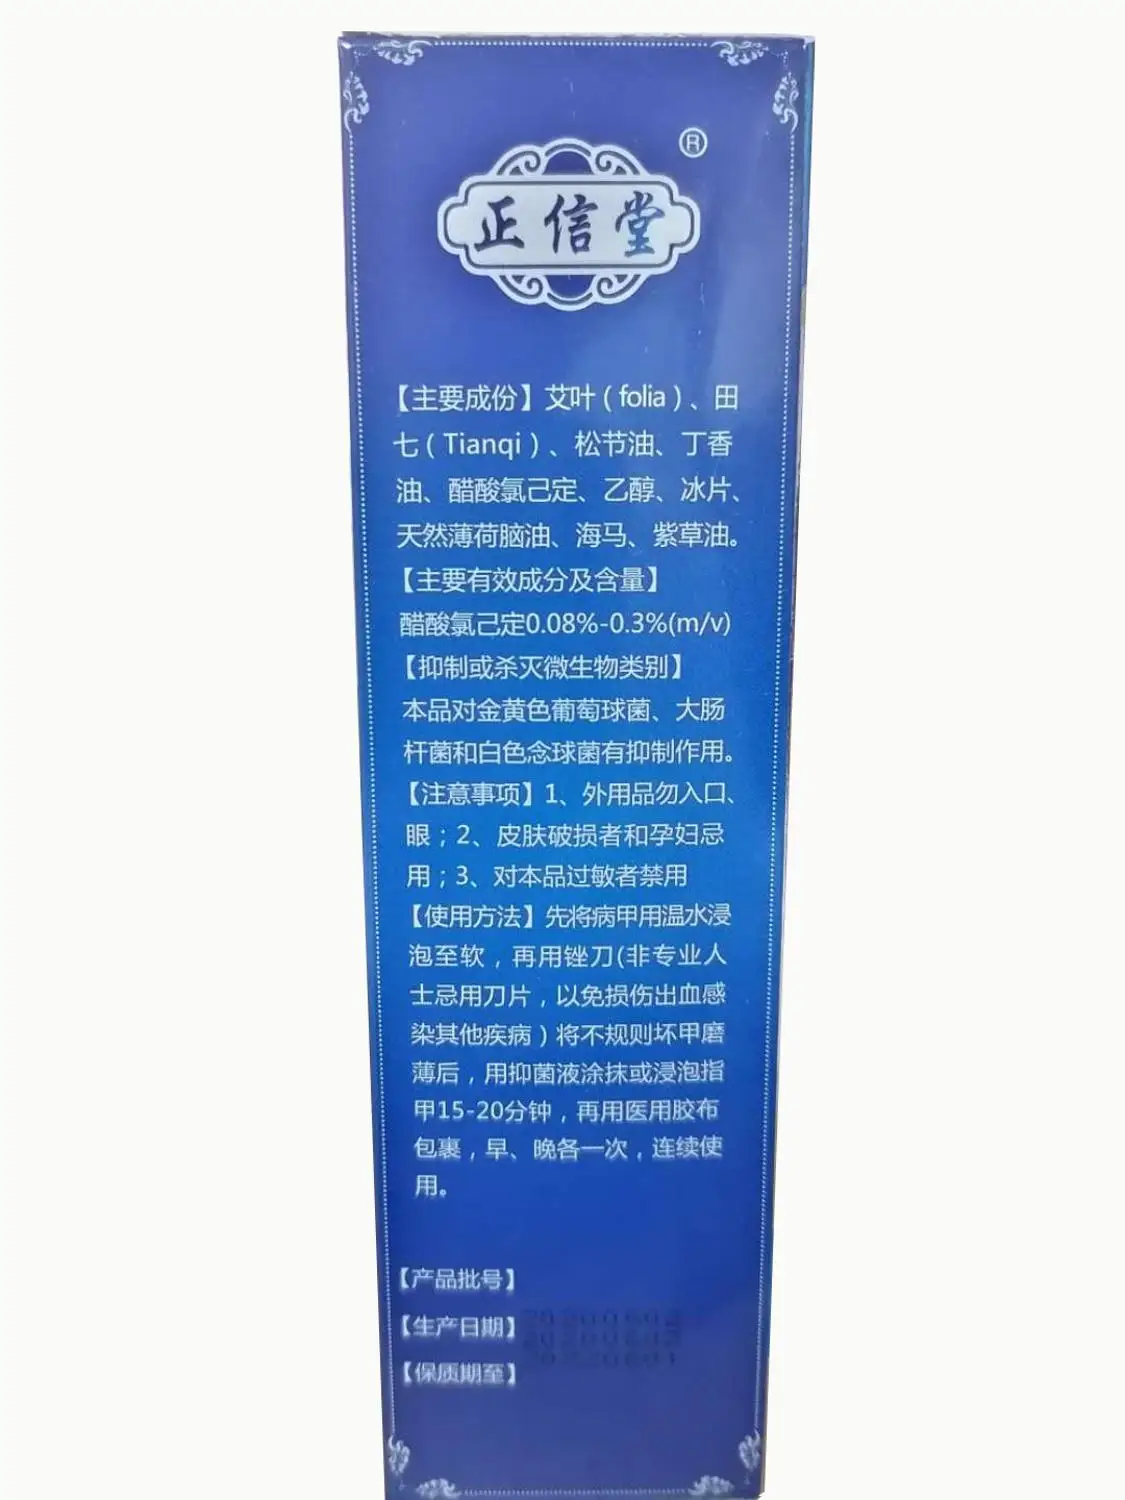 正信堂
®
【主要成份】艾叶（folia）、田
七（Tianqi）、松节油、丁香
油、醋酸氯己定、乙醇、冰片、
天然薄荷脑油、海马、紫草油。
【主要有效成分及含量】
醋酸氯己定0.08%-0.3%(m/v)
【抑制或杀灭微生物类别】
本品对金黄色葡萄球菌、大肠
杆菌和白色念球菌有抑制作用。
【注意事项】1、外用品勿入口、
眼；2、皮肤破损者和孕妇忌
用；3、对本品过敏者禁用
【使用方法】先将病甲用温水浸
泡至软，再用锉刀(非专业人
士忌用刀片，以免损伤出血感
染其他疾病）将不规则坏甲磨
薄后，用抑菌液涂抹或浸泡指
甲15-20分钟，再用医用胶布
包裹，早、晚各一次，连续使
用。
【产品批号】
【生产日期】
【保质期至】